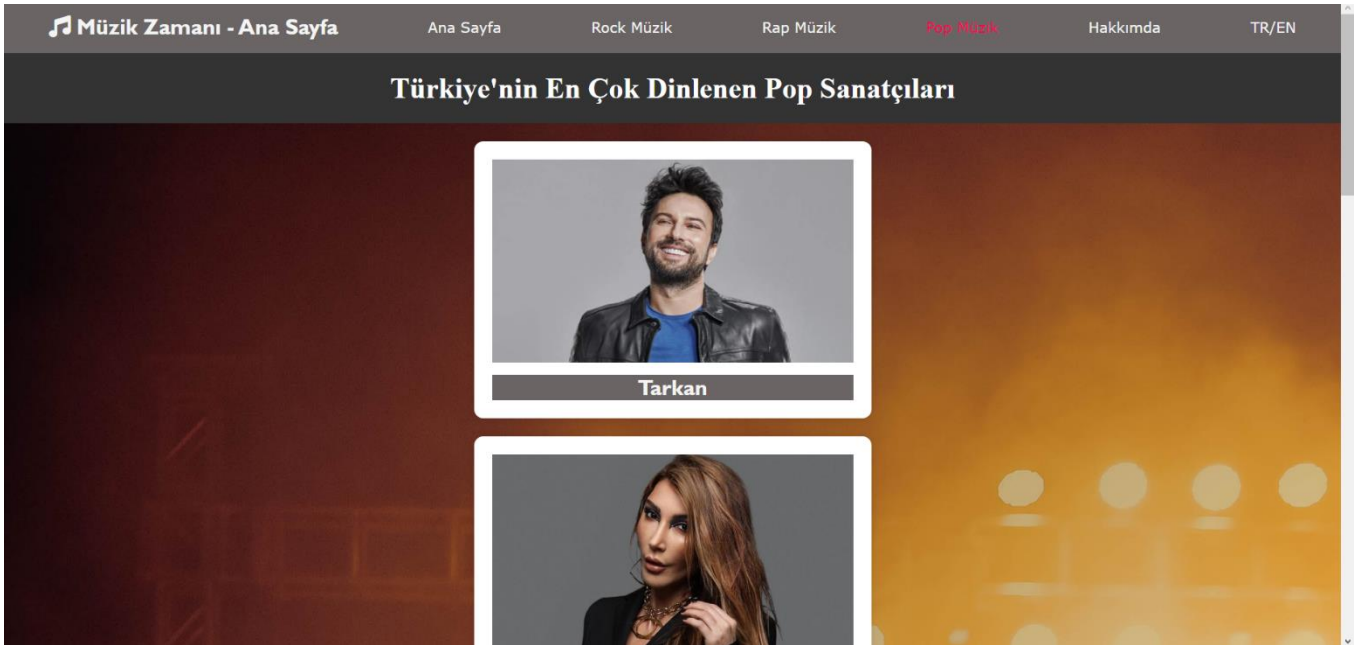 Müzik Zamanı - Ana Sayfa Ana Sayfa Rock Müzik Rap Müzik Pop Müzik Hakkımda TR/EN
Türkiye'nin En Çok Dinlenen Pop Sanatçıları
Tarkan